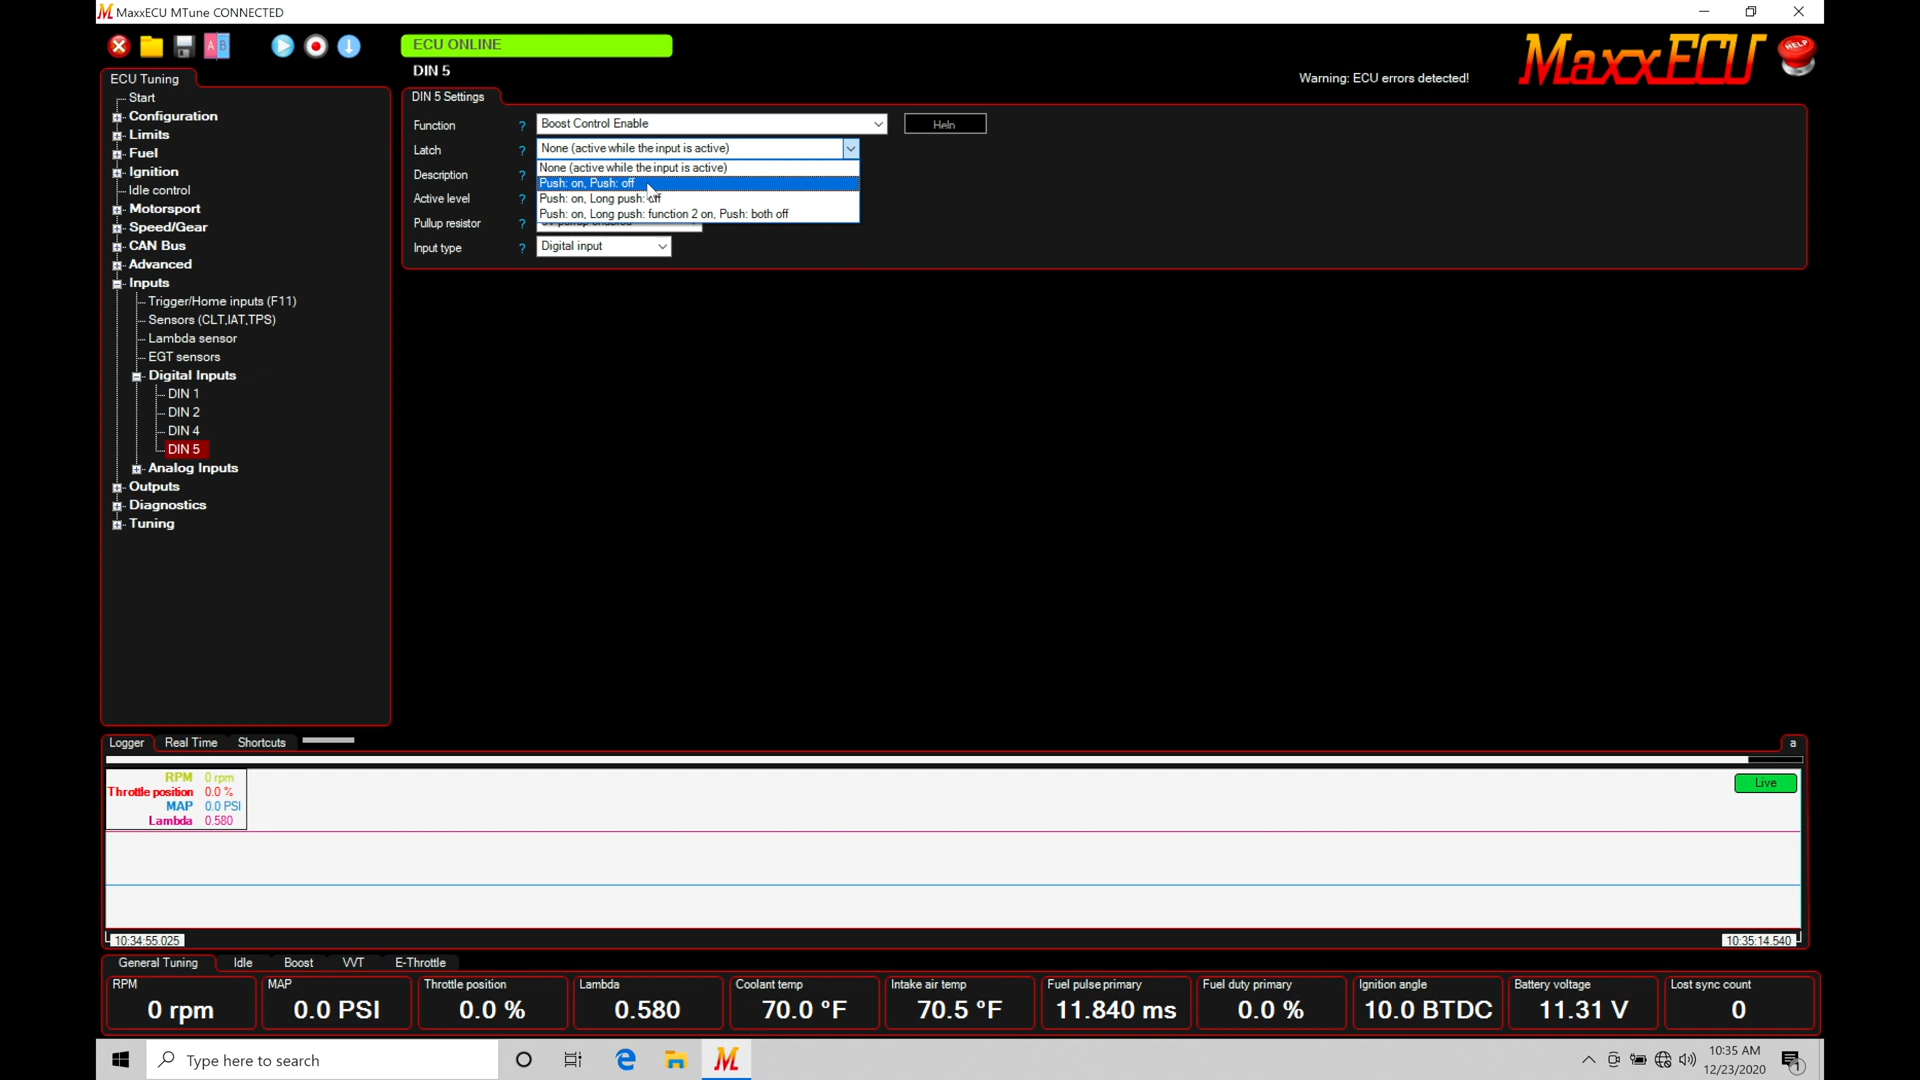 MaxxECU MTune CONNECTED
ECU ONLINE
DIN 5
Warning: ECU errors detected!
MaxxECU
HELP
ECU Tuning
Start
Configuration
Limits
Fuel
Ignition
Idle control
Motorsport
Speed/Gear
CAN Bus
Advanced
Inputs
Trigger/Home inputs (F11)
Sensors (CLT,IAT,TPS)
Lambda sensor
EGT sensors
Digital Inputs
DIN 1
DIN 2
DIN 4
DIN 5
Analog Inputs
Outputs
Diagnostics
Tuning
DIN 5 Settings
Function ? Boost Control Enable Help
Latch ? None (active while the input is active)
None (active while the input is active)
Push: on, Push: off
Push: on, Long push: off
Push: on, Long push: function 2 on, Push: both off
Description ?
Active level ?
Pullup resistor ?
Input type ? Digital input
Logger Real Time Shortcuts
a
RPM 0 rpm
Throttle position 0.0 %
MAP 0.0 PSI
Lambda 0.580
Live
10:34:55.025
10:35:14.540
General Tuning Idle Boost VVT E-Throttle
RPM
0 rpm
MAP
0.0 PSI
Throttle position
0.0 %
Lambda
0.580
Coolant temp
70.0 °F
Intake air temp
70.5 °F
Fuel pulse primary
11.840 ms
Fuel duty primary
0.0 %
Ignition angle
10.0 BTDC
Battery voltage
11.31 V
Lost sync count
0
Type here to search
10:35 AM
12/23/2020
1